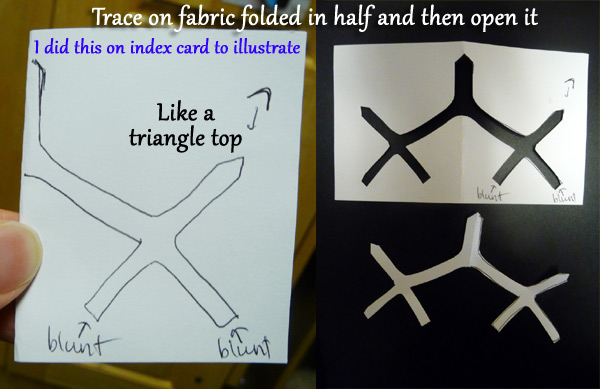 Trace on fabric folded in half and then open it
I did this on index card to illustrate
Like a
triangle top
blunt
blunt
blunt
blunt